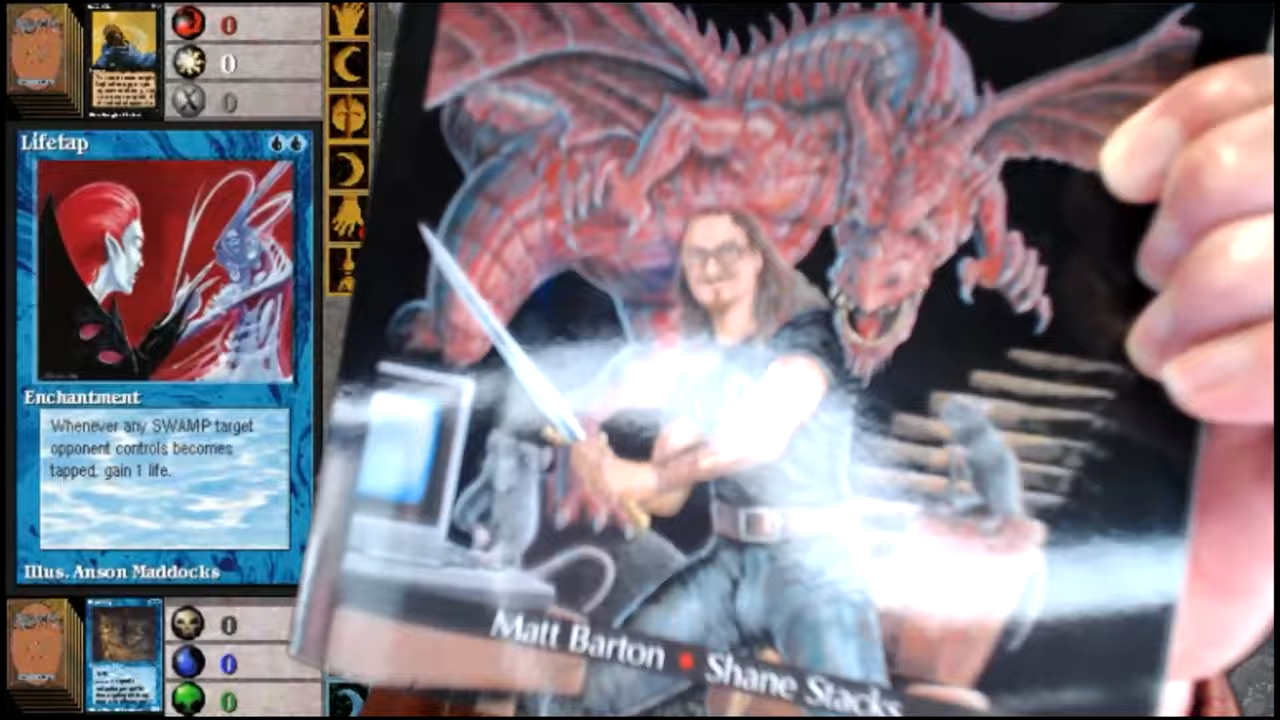 0
0
0
Lifetap
Enchantment
Whenever any SWAMP target
opponent controls becomes
tapped, gain 1 life.
Illus. Anson Maddocks
0
0
0
Matt Barton • Shane Stacks